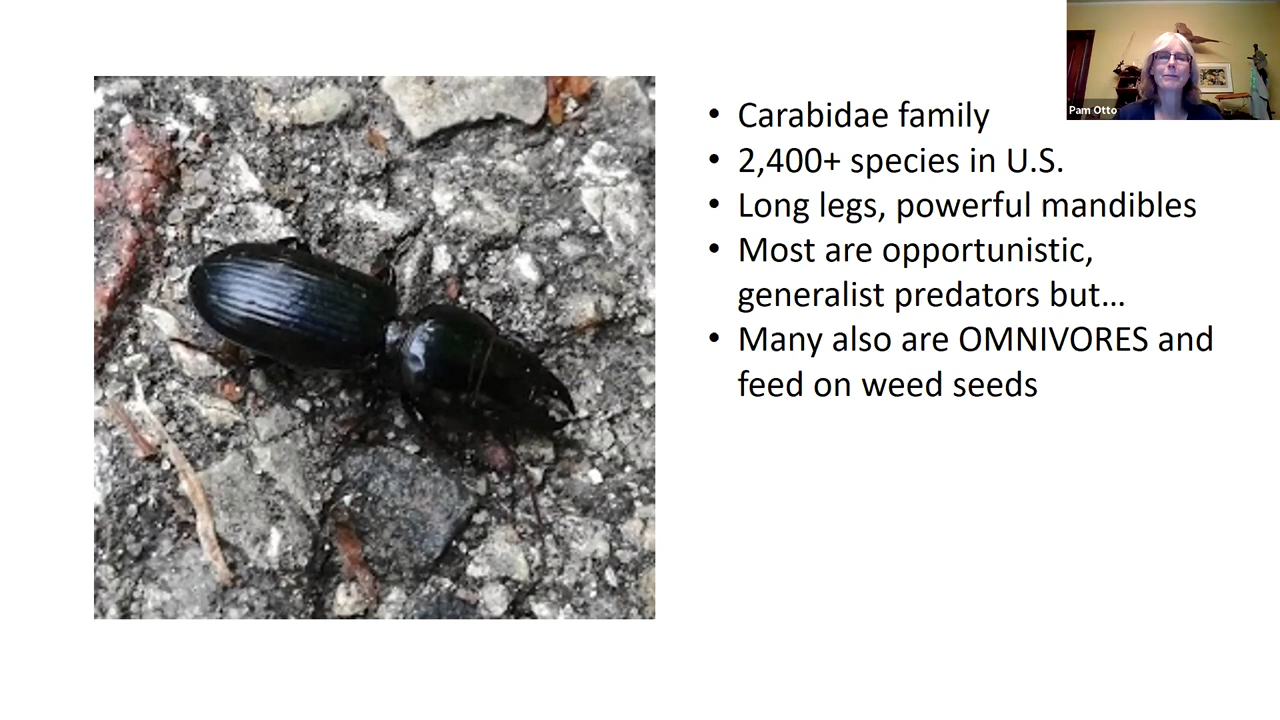 • Carabidae family
• 2,400+ species in U.S.
• Long legs, powerful mandibles
• Most are opportunistic,
generalist predators but...
• Many also are OMNIVORES and
feed on weed seeds
Pam Otto